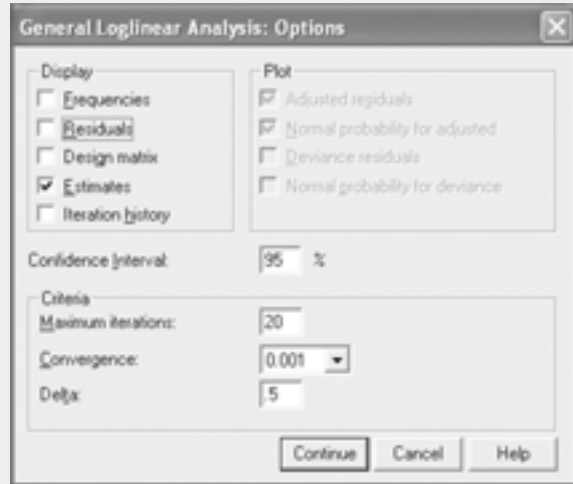 General Loglinear Analysis: Options
Display
Frequencies
Residuals
Design matrix
Estimates
Iteration history
Plot
Adjusted residuals
Normal probability for adjusted
Deviance residuals
Normal probability for deviance
Confidence Interval: 95 %
Criteria
Maximum iterations: 20
Convergence: 0.001
Delta: .5
Continue Cancel Help